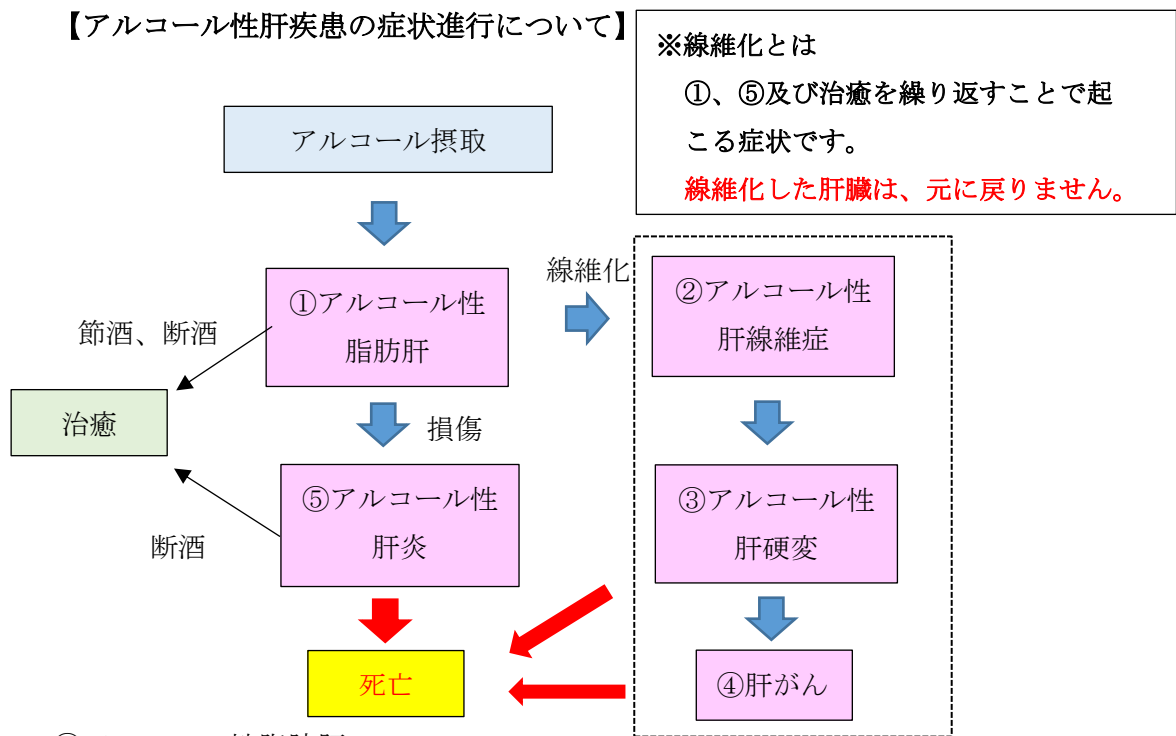 【アルコール性肝疾患の症状進行について】
※線維化とは
①、⑤及び治癒を繰り返すことで起
こる症状です。
線維化した肝臓は、元に戻りません。
アルコール摂取
線維化
①アルコール性
脂肪肝
②アルコール性
肝線維症
節酒、断酒
治癒
損傷
⑤アルコール性
肝炎
③アルコール性
肝硬変
断酒
死亡
④肝がん